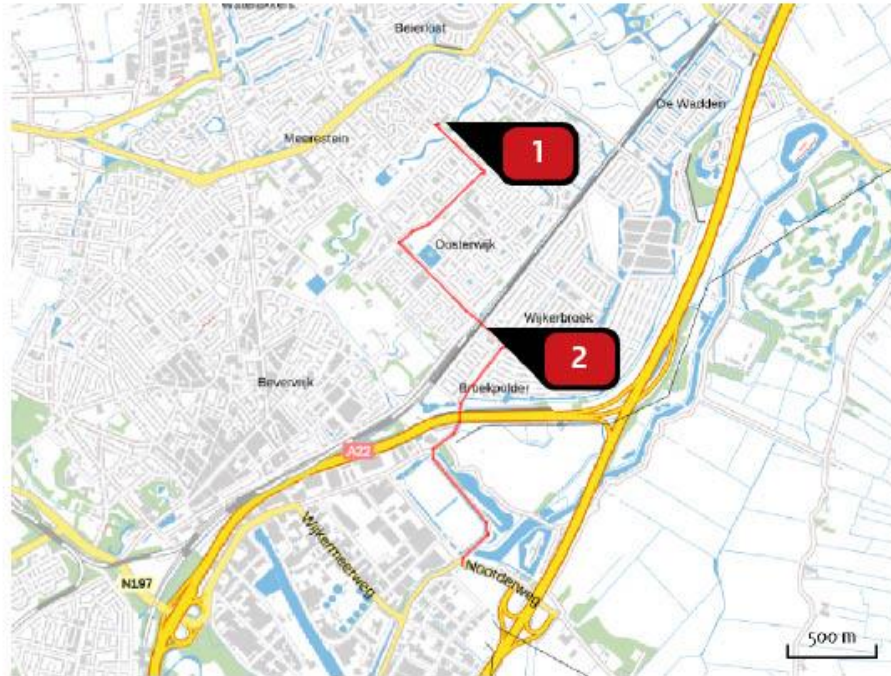 Beierlust
De Wadden
Meerestein
1
Oosterwijk
Wijkerbroek
2
Beverwijk
Broekpolder
A22
Wijkermeerweg
Noorderweg
N197
500 m